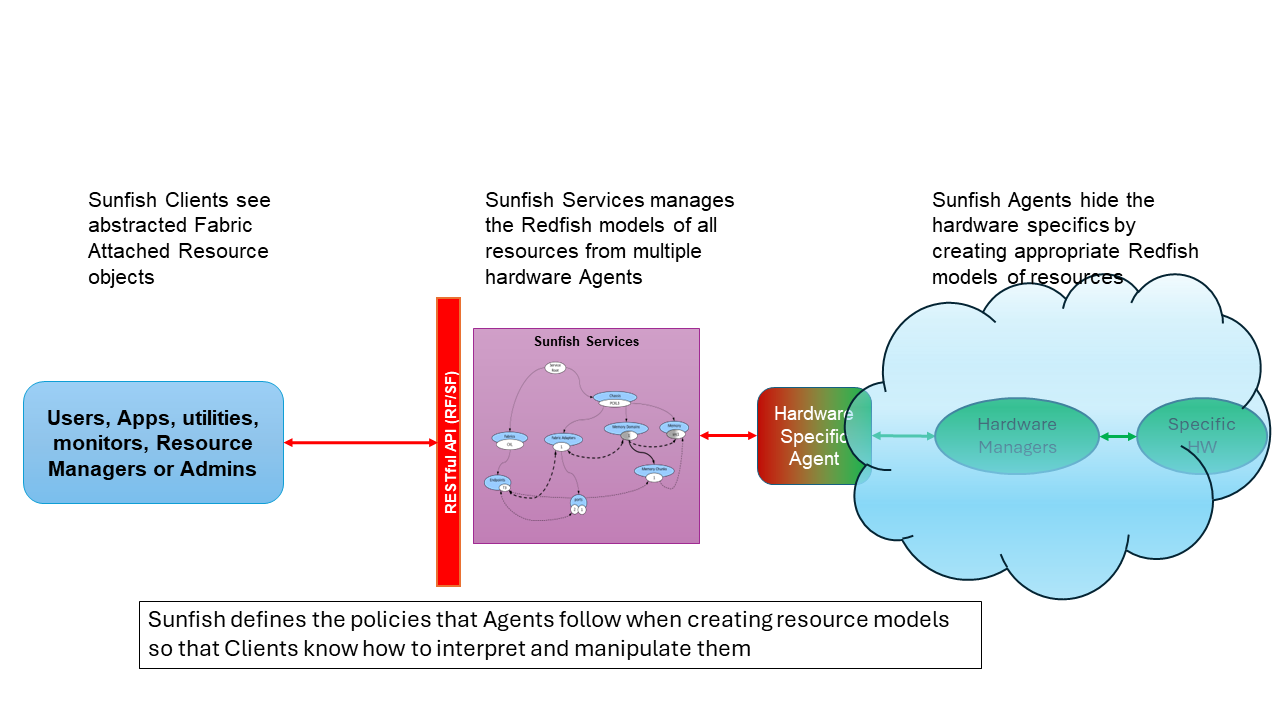 Sunfish Clients see
abstracted Fabric
Attached Resource
objects
Sunfish Services manages
the Redfish models of all
resources from multiple
hardware Agents
Sunfish Agents hide the
hardware specifics by
creating appropriate Redfish
models of resources
Users, Apps, utilities,
monitors, Resource
Managers or Admins
RESTful API (RF/SF)
Sunfish Services
Service
Root
Chassis
Fabrics
CXL
Fabric Adapters
Memory Domains
Memory
Memory Chunks
Endpoints
ports
Hardware
Specific
Agent
Hardware
Managers
Specific
HW
Sunfish defines the policies that Agents follow when creating resource models
so that Clients know how to interpret and manipulate them